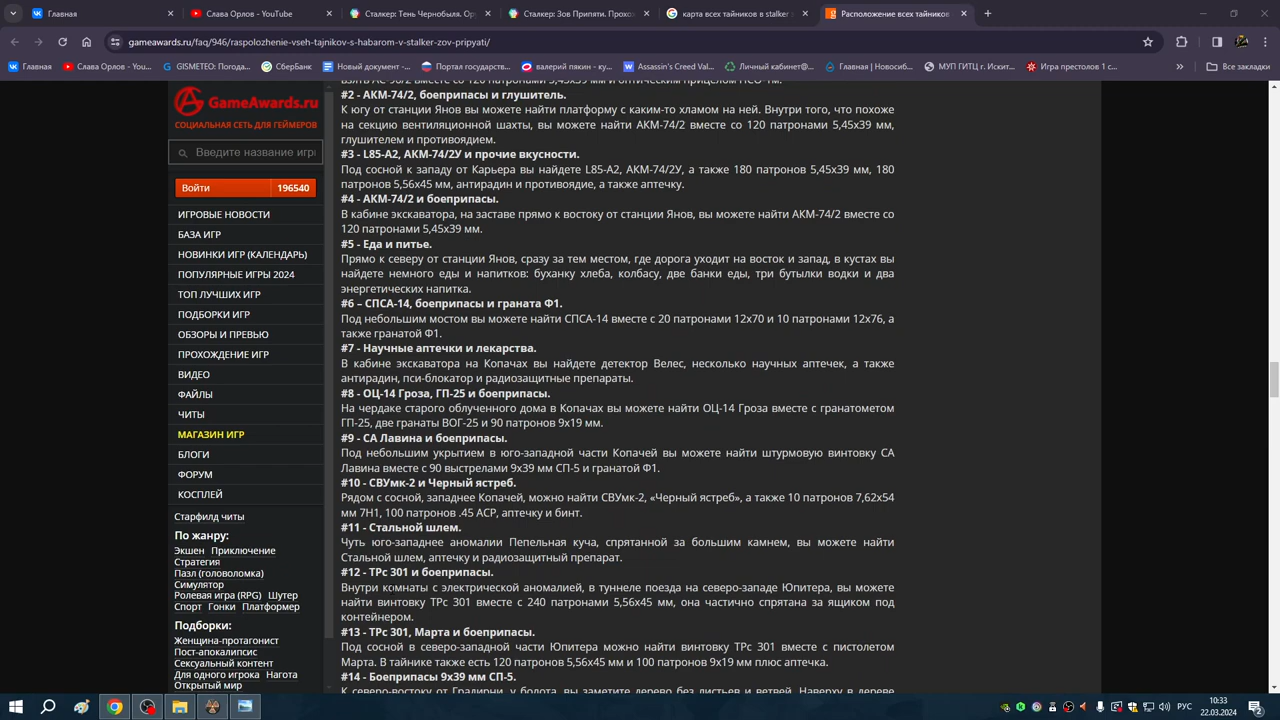 Главная
Слава Орлов - YouTube
Сталкер: Тень Чернобыля. Ор
Сталкер: Зов Припяти. Прохо
карта всех тайников в stalker з
Расположение всех тайников
gameawards.ru/faq/946/raspolozhenie-vseh-tajnikov-s-habarom-v-stalker-zov-pripyati/
Главная
Слава Орлов - You...
GISMETEO: Погода...
СберБанк
Новый документ -...
Портал государств...
валерий пякин - ку...
Assassin's Creed Val...
Личный кабинет@...
Главная | Новосиб...
МУП ГИТЦ г. Искит...
Игра престолов 1 с...
»
Все закладки
GameAwards.ru
СОЦИАЛЬНАЯ СЕТЬ ДЛЯ ГЕЙМЕРОВ
Введите название игр
Войти 196540
ИГРОВЫЕ НОВОСТИ
БАЗА ИГР
НОВИНКИ ИГР (КАЛЕНДАРЬ)
ПОПУЛЯРНЫЕ ИГРЫ 2024
ТОП ЛУЧШИХ ИГР
ПОДБОРКИ ИГР
ОБЗОРЫ И ПРЕВЬЮ
ПРОХОЖДЕНИЕ ИГР
ВИДЕО
ФАЙЛЫ
ЧИТЫ
МАГАЗИН ИГР
БЛОГИ
ФОРУМ
КОСПЛЕЙ
Старфилд читы
По жанру:
Экшен Приключение
Стратегия
Пазл (головоломка)
Симулятор
Ролевая игра (RPG) Шутер
Спорт Гонки Платформер
Подборки:
Женщина-протагонист
Пост-апокалипсис
Сексуальный контент
Для одного игрока Нагота
Открытый мир
#2 - АКМ-74/2, боеприпасы и глушитель.
К югу от станции Янов вы можете найти платформу с каким-то хламом на ней. Внутри того, что похоже
на секцию вентиляционной шахты, вы можете найти АКМ-74/2 вместе со 120 патронами 5,45x39 мм,
глушителем и противоядием.
#3 - L85-A2, АКМ-74/2У и прочие вкусности.
Под сосной к западу от Карьера вы найдете L85-A2, АКМ-74/2У, а также 180 патронов 5,45x39 мм, 180
патронов 5,56x45 мм, антирадин и противоядие, а также аптечку.
#4 - АКМ-74/2 и боеприпасы.
В кабине экскаватора, на заставе прямо к востоку от станции Янов, вы можете найти АКМ-74/2 вместе со
120 патронами 5,45x39 мм.
#5 - Еда и питье.
Прямо к северу от станции Янов, сразу за тем местом, где дорога уходит на восток и запад, в кустах вы
найдете немного еды и напитков: буханку хлеба, колбасу, две банки еды, три бутылки водки и два
энергетических напитка.
#6 – СПСА-14, боеприпасы и граната Ф1.
Под небольшим мостом вы можете найти СПСА-14 вместе с 20 патронами 12x70 и 10 патронами 12x76, а
также гранатой Ф1.
#7 - Научные аптечки и лекарства.
В кабине экскаватора на Копачах вы найдете детектор Велес, несколько научных аптечек, а также
антирадин, пси-блокатор и радиозащитные препараты.
#8 - ОЦ-14 Гроза, ГП-25 и боеприпасы.
На чердаке старого облученного дома в Копачах вы можете найти ОЦ-14 Гроза вместе с гранатометом
ГП-25, две гранаты ВОГ-25 и 90 патронов 9x19 мм.
#9 - СА Лавина и боеприпасы.
Под небольшим укрытием в юго-западной части Копачей вы можете найти штурмовую винтовку СА
Лавина вместе с 90 выстрелами 9x39 мм СП-5 и гранатой Ф1.
#10 - СВУмк-2 и Черный ястреб.
Рядом с сосной, западнее Копачей, можно найти СВУмк-2, «Черный ястреб», а также 10 патронов 7,62x54
мм 7Н1, 100 патронов .45 ACP, аптечку и бинт.
#11 - Стальной шлем.
Чуть юго-западнее аномалии Пепельная куча, спрятанной за большим камнем, вы можете найти
Стальной шлем, аптечку и радиозащитный препарат.
#12 - ТРс 301 и боеприпасы.
Внутри комнаты с электрической аномалией, в туннеле поезда на северо-западе Юпитера, вы можете
найти винтовку ТРс 301 вместе с 240 патронами 5,56x45 мм, она частично спрятана за ящиком под
контейнером.
#13 - ТРс 301, Марта и боеприпасы.
Под сосной в северо-западной части Юпитера можно найти винтовку ТРс 301 вместе с пистолетом
Марта. В тайнике также есть 120 патронов 5,56x45 мм и 100 патронов 9x19 мм плюс аптечка.
#14 - Боеприпасы 9x39 мм СП-5.
К северо-востоку от Градирни, у болота, вы заметите дерево без листьев и ветвей. Наверху в дереве
РУС
10:33
22.03.2024